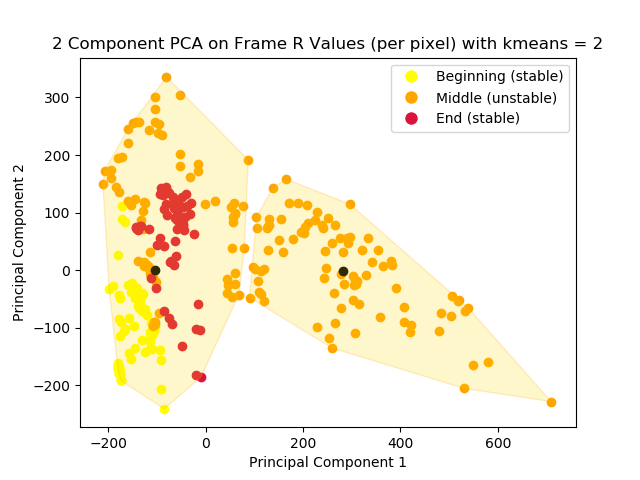 2 Component PCA on Frame R Values (per pixel) with kmeans = 2
Beginning (stable)
Middle (unstable)
End (stable)
300
200
100
0
−100
−200
Principal Component 2
−200
0
200
400
600
Principal Component 1